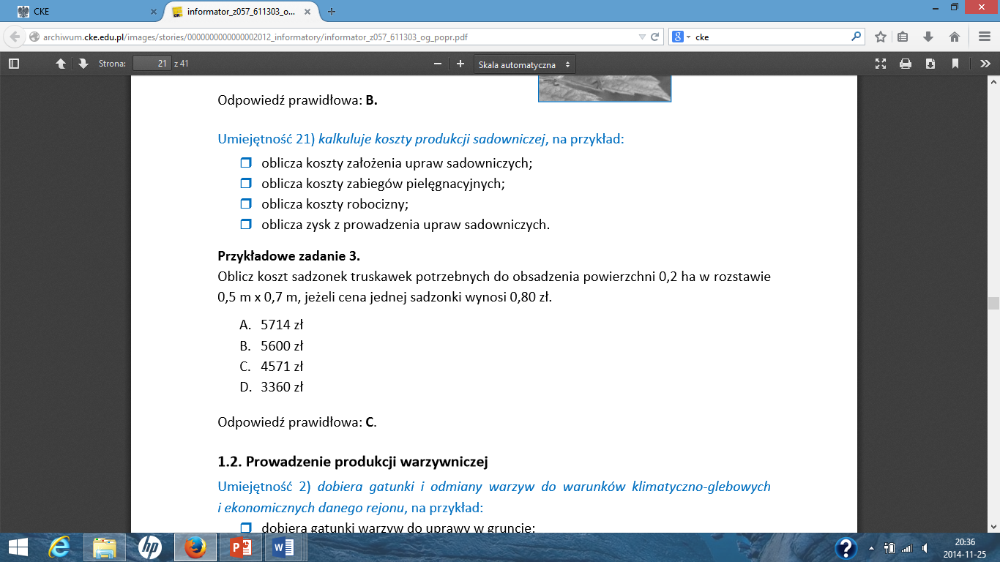 CKE
informator_z057_611303_o...
archiwum.cke.edu.pl/images/stories/0000000000000002012_informatory/informator_z057_611303_og_popr.pdf
cke
Strona: 21 z 41
Skala automatyczna
Odpowiedź prawidłowa: B.
Umiejętność 21) kalkuluje koszty produkcji sadowniczej, na przykład:
oblicza koszty założenia upraw sadowniczych;
oblicza koszty zabiegów pielęgnacyjnych;
oblicza koszty robocizny;
oblicza zysk z prowadzenia upraw sadowniczych.
Przykładowe zadanie 3.
Oblicz koszt sadzonek truskawek potrzebnych do obsadzenia powierzchni 0,2 ha w rozstawie
0,5 m x 0,7 m, jeżeli cena jednej sadzonki wynosi 0,80 zł.
A. 5714 zł
B. 5600 zł
C. 4571 zł
D. 3360 zł
Odpowiedź prawidłowa: C.
1.2. Prowadzenie produkcji warzywniczej
Umiejętność 2) dobiera gatunki i odmiany warzyw do warunków klimatyczno-glebowych
i ekonomicznych danego rejonu, na przykład:
dobiera gatunki warzyw do uprawy w gruncie;
20:36
2014-11-25